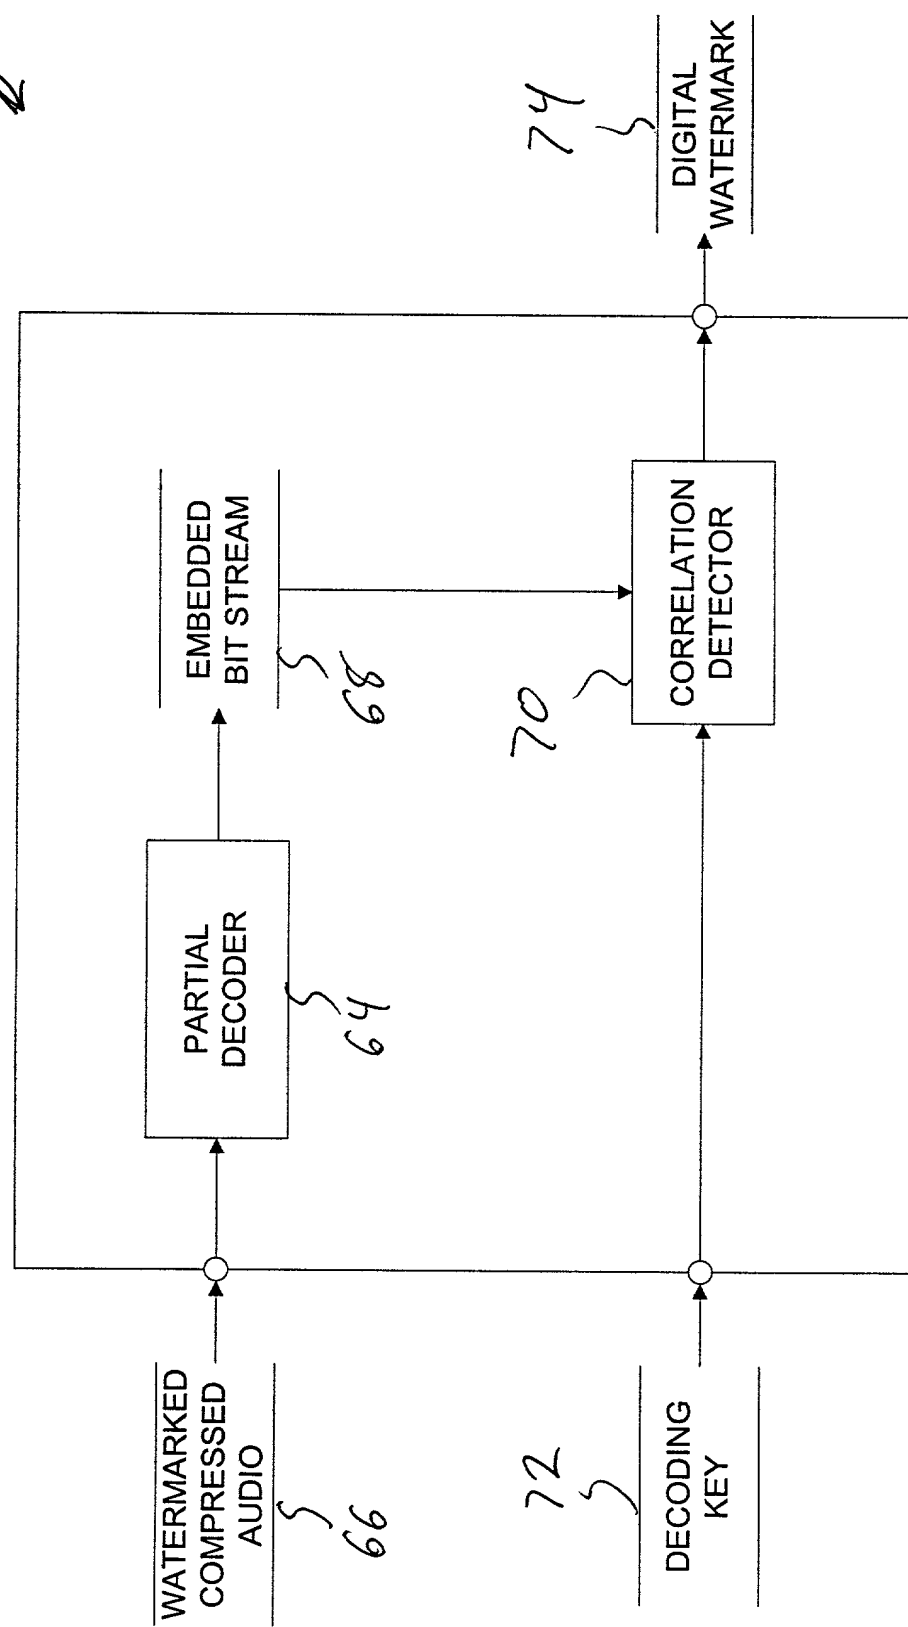 WATERMARKED
COMPRESSED
AUDIO
66
PARTIAL
DECODER
64
EMBEDDED
BIT STREAM
68
DECODING
KEY
72
CORRELATION
DETECTOR
70
DIGITAL
WATERMARK
74